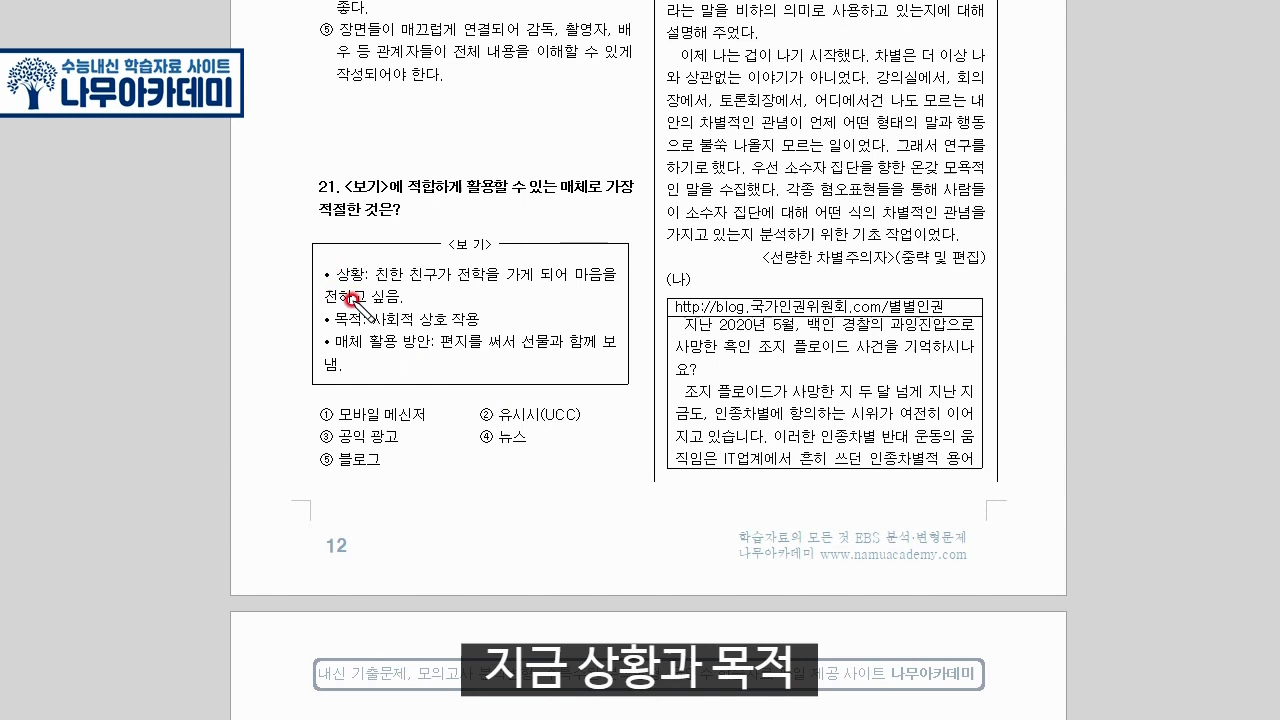 수능내신 학습자료 사이트
나무아카데미
좋다.
⑤ 장면들이 매끄럽게 연결되어 감독, 촬영자, 배
우 등 관계자들이 전체 내용을 이해할 수 있게
작성되어야 한다.
21. <보기>에 적합하게 활용할 수 있는 매체로 가장
적절한 것은?
<보 기>
• 상황: 친한 친구가 전학을 가게 되어 마음을
전하고 싶음.
• 목적: 사회적 상호 작용
• 매체 활용 방안: 편지를 써서 선물과 함께 보
냄.
① 모바일 메신저 ② 유시시(UCC)
③ 공익 광고 ④ 뉴스
⑤ 블로그
라는 말을 비하의 의미로 사용하고 있는지에 대해
설명해 주었다.
이제 나는 겁이 나기 시작했다. 차별은 더 이상 나
와 상관없는 이야기가 아니었다. 강의실에서, 회의
장에서, 토론회장에서, 어디에서건 나도 모르는 내
안의 차별적인 관념이 언제 어떤 형태의 말과 행동
으로 불쑥 나올지 모르는 일이었다. 그래서 연구를
하기로 했다. 우선 소수자 집단을 향한 온갖 모욕적
인 말을 수집했다. 각종 혐오표현들을 통해 사람들
이 소수자 집단에 대해 어떤 식의 차별적인 관념을
가지고 있는지 분석하기 위한 기초 작업이었다.
<선량한 차별주의자>(중략 및 편집)
(나)
http://blog.국가인권위원회.com/별별인권
지난 2020년 5월, 백인 경찰의 과잉진압으로
사망한 흑인 조지 플로이드 사건을 기억하시나
요?
조지 플로이드가 사망한 지 두 달 넘게 지난 지
금도, 인종차별에 항의하는 시위가 여전히 이어
지고 있습니다. 이러한 인종차별 반대 운동의 움
직임은 IT업계에서 흔히 쓰던 인종차별적 용어
12
학습자료의 모든 것 EBS 분석·변형문제
나무아카데미 www.namuacademy.com
내신 기출문제, 모의고사 제공 사이트 나무아카데미
지금 상황과 목적